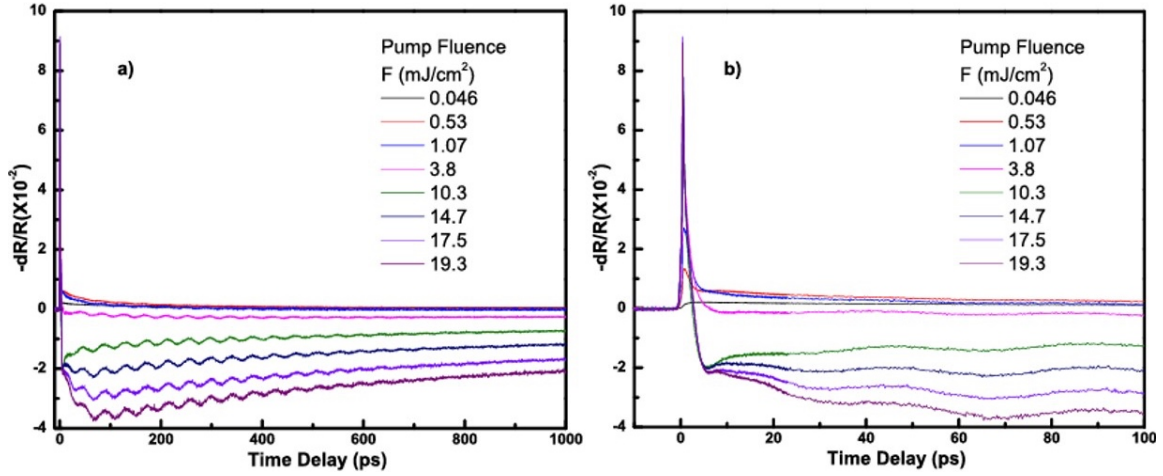 10
8
6
4
2
0
-2
-4
-dR/R(X10⁻²)
a)
Pump Fluence
F (mJ/cm²)
0.046
0.53
1.07
3.8
10.3
14.7
17.5
19.3
0 200 400 600 800 1000
Time Delay (ps)
10
8
6
4
2
0
-2
-4
-dR/R(X10⁻²)
b)
Pump Fluence
F (mJ/cm²)
0.046
0.53
1.07
3.8
10.3
14.7
17.5
19.3
0 20 40 60 80 100
Time Delay (ps)